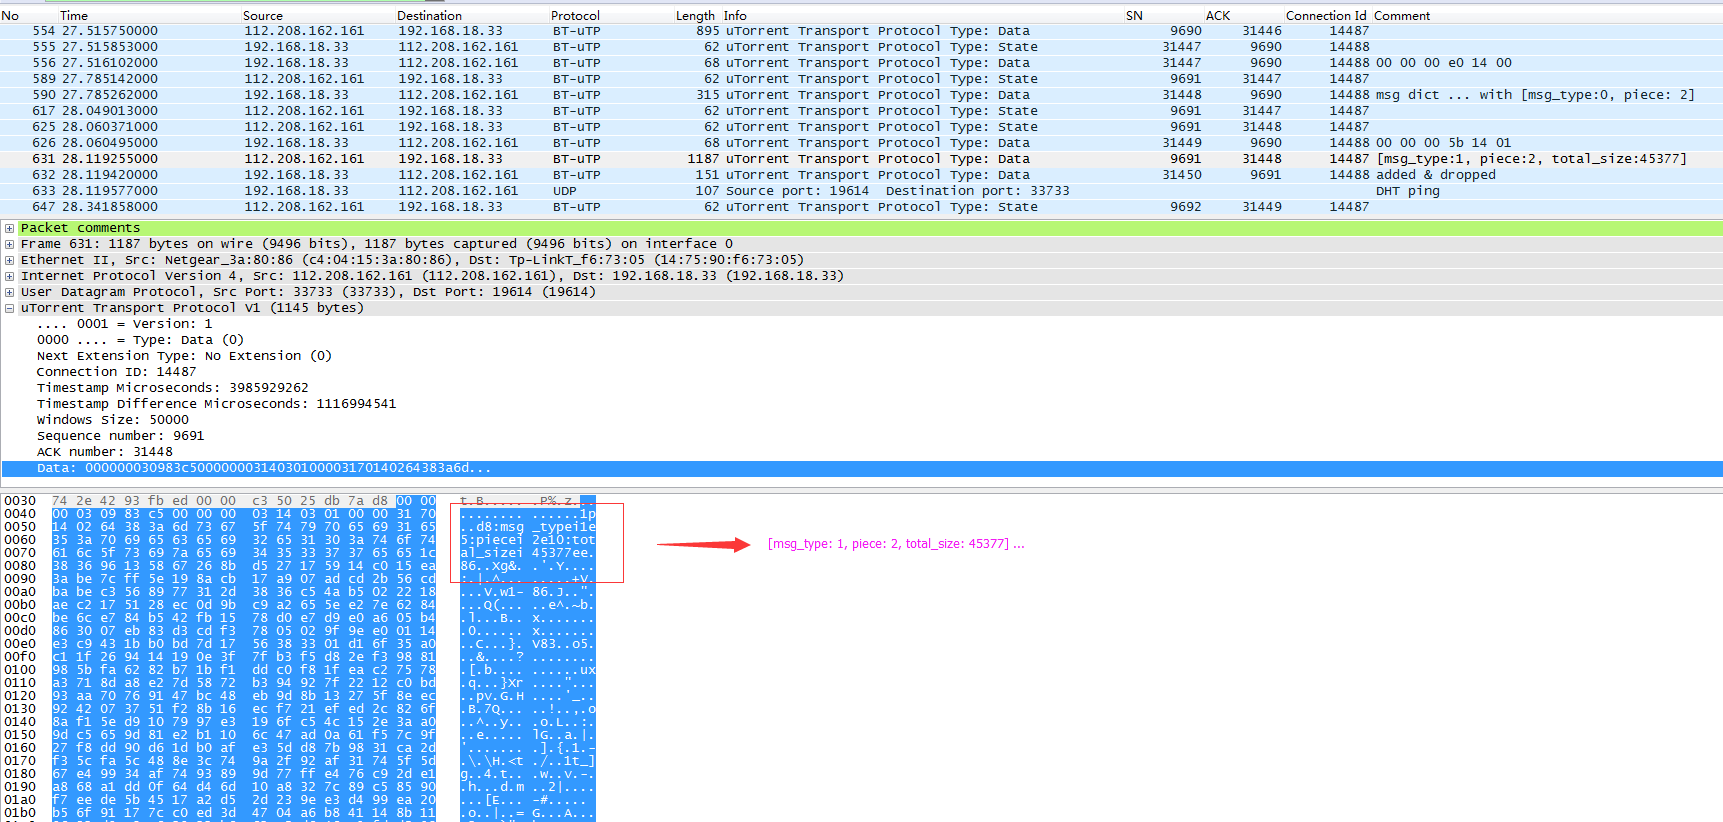 No Time Source Destination Protocol Length Info SN ACK Connection Id Comment
554 27.515750000 112.208.162.161 192.168.18.33 BT-uTP 895 uTorrent Transport Protocol Type: Data 9690 31446 14487
555 27.515853000 192.168.18.33 112.208.162.161 BT-uTP 62 uTorrent Transport Protocol Type: State 31447 9690 14488
556 27.516102000 192.168.18.33 112.208.162.161 BT-uTP 68 uTorrent Transport Protocol Type: Data 31447 9690 14488 00 00 00 e0 14 00
589 27.785142000 112.208.162.161 192.168.18.33 BT-uTP 62 uTorrent Transport Protocol Type: State 9691 31447 14487
590 27.785262000 192.168.18.33 112.208.162.161 BT-uTP 315 uTorrent Transport Protocol Type: Data 31448 9690 14488 msg dict ... with [msg_type:0, piece: 2]
617 28.049013000 112.208.162.161 192.168.18.33 BT-uTP 62 uTorrent Transport Protocol Type: State 9691 31447 14487
625 28.060371000 112.208.162.161 192.168.18.33 BT-uTP 62 uTorrent Transport Protocol Type: State 9691 31448 14487
626 28.060495000 192.168.18.33 112.208.162.161 BT-uTP 68 uTorrent Transport Protocol Type: Data 31449 9690 14488 00 00 00 5b 14 01
631 28.119255000 112.208.162.161 192.168.18.33 BT-uTP 1187 uTorrent Transport Protocol Type: Data 9691 31448 14487 [msg_type:1, piece:2, total_size:45377]
632 28.119420000 192.168.18.33 112.208.162.161 BT-uTP 151 uTorrent Transport Protocol Type: Data 31450 9691 14488 added & dropped
633 28.119577000 192.168.18.33 112.208.162.161 UDP 107 Source port: 19614 Destination port: 33733 DHT ping
647 28.341858000 112.208.162.161 192.168.18.33 BT-uTP 62 uTorrent Transport Protocol Type: State 9692 31449 14487
Packet comments
Frame 631: 1187 bytes on wire (9496 bits), 1187 bytes captured (9496 bits) on interface 0
Ethernet II, Src: Netgear_3a:80:86 (c4:04:15:3a:80:86), Dst: Tp-LinkT_f6:73:05 (14:75:90:f6:73:05)
Internet Protocol Version 4, Src: 112.208.162.161 (112.208.162.161), Dst: 192.168.18.33 (192.168.18.33)
User Datagram Protocol, Src Port: 33733 (33733), Dst Port: 19614 (19614)
uTorrent Transport Protocol V1 (1145 bytes)
.... 0001 = Version: 1
0000 .... = Type: Data (0)
Next Extension Type: No Extension (0)
Connection ID: 14487
Timestamp Microseconds: 3985929262
Timestamp Difference Microseconds: 1116994541
Windows Size: 50000
Sequence number: 9691
ACK number: 31448
Data: 000000030983c50000000314030100003170140264383a6d...
0030 74 2e 42 93 fb ed 00 00 c3 50 25 db 7a d8 00 00 t.B..... .P%.z...
0040 00 03 09 83 c5 00 00 00 03 14 03 01 00 00 31 70 ........ ......1p
0050 14 02 64 38 3a 6d 73 67 5f 74 79 70 65 69 31 65 ..d8:msg _typei1e
0060 35 3a 70 69 65 63 65 69 32 65 31 30 3a 74 6f 74 5:piecei 2e10:tot
0070 61 6c 5f 73 69 7a 65 69 34 35 33 37 37 65 65 1c al_sizei 45377ee.
0080 38 36 96 13 58 67 26 8b d5 27 17 59 14 c0 15 ea 86..Xg&. .'.Y....
0090 3a be 7c ff 5e 19 8a cb 17 a9 07 ad cd 2b 56 cd :.|.^... .....+V.
00a0 ba be c3 56 89 77 31 2d 38 36 c5 4a b5 02 22 18 ...V.w1- 86.J..".
00b0 ae c2 17 51 28 ec 0d 9b c9 a2 65 5e e2 7e 62 84 ...Q(... ..e^.~b.
00c0 be 6c e7 84 b5 42 fb 15 78 d0 e7 d9 e0 a6 05 b4 .l...B.. x.......
00d0 86 30 07 eb 83 d3 cd f3 78 05 02 9f 9e e0 01 14 .0...... x.......
00e0 e3 c9 43 1b b0 bd 7d 17 56 38 33 01 d1 6f 35 a0 ..C...}. V83..o5.
00f0 c1 1f 26 94 14 19 0e 3f 7f b3 f5 d8 2e f3 98 81 ..&....? ........
0100 98 5b fa 62 82 b7 1b f1 dd c0 f8 1f ea c2 75 78 .[.b.... ......ux
0110 a3 71 8d a8 e2 7d 58 72 b3 94 92 7f 22 12 c0 bd .q...}Xr ...."...
0120 93 aa 70 76 91 47 bc 48 eb 9d 8b 13 27 5f 8e ec ..pv.G.H ....'_..
0130 92 42 07 37 51 f2 8b 16 ec f7 21 ef ed 2c 82 6f .B.7Q... ..!..,.o
0140 8a f1 5e d9 10 79 97 e3 19 6f c5 4c 15 2e 3a a0 ..^..y.. .o.L..:.
0150 9d c5 65 9d 81 e2 b1 10 6c 47 ad 0a 61 f5 7c 9f ..e..... lG..a.|.
0160 27 f8 dd 90 d6 1d b0 af e3 5d d8 7b 98 31 ca 2d '....... .].{.1.-
0170 f3 5c fa 5c 48 8e 3c 74 9a 2f 92 af 31 74 5f 5d .\.\H.<t ./..1t_]
0180 67 e4 99 34 af 74 93 89 9d 77 ff e4 76 c9 2d e1 g..4.t.. .w..v.-.
0190 a8 68 a1 dd 0f 64 d4 6d 10 a8 32 7c 89 c5 85 90 .h...d.m ..2|....
01a0 f7 ee de 5b 45 17 a2 d5 2d 23 9e e3 d4 99 ea 20 ...[E... -#.....
01b0 b5 6f 91 17 7c c0 ed 3d 47 04 a6 b8 41 14 8b 11 .o..|..= G...A...
[msg_type: 1, piece: 2, total_size: 45377] ...